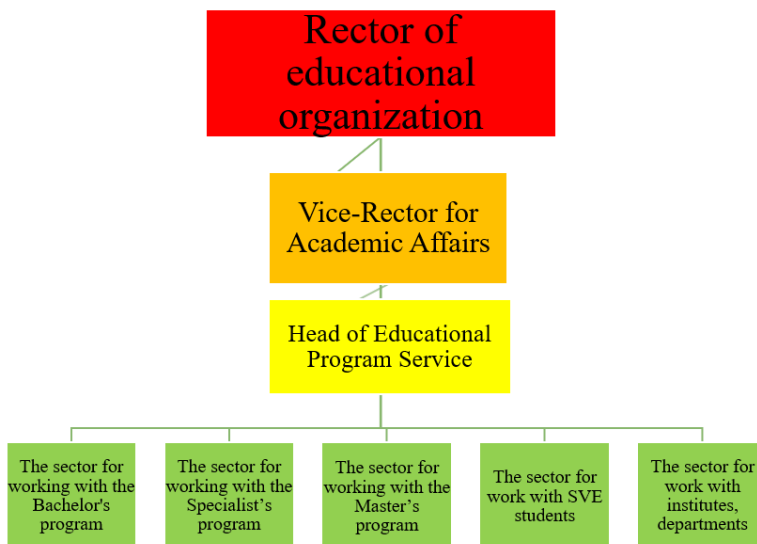 Rector of
educational
organization
Vice-Rector for
Academic Affairs
Head of Educational
Program Service
The sector for
working with the
Bachelor's
program
The sector for
working with the
Specialist’s
program
The sector for
working with the
Master’s
program
The sector for
work with SVE
students
The sector for
work with
institutes,
departments